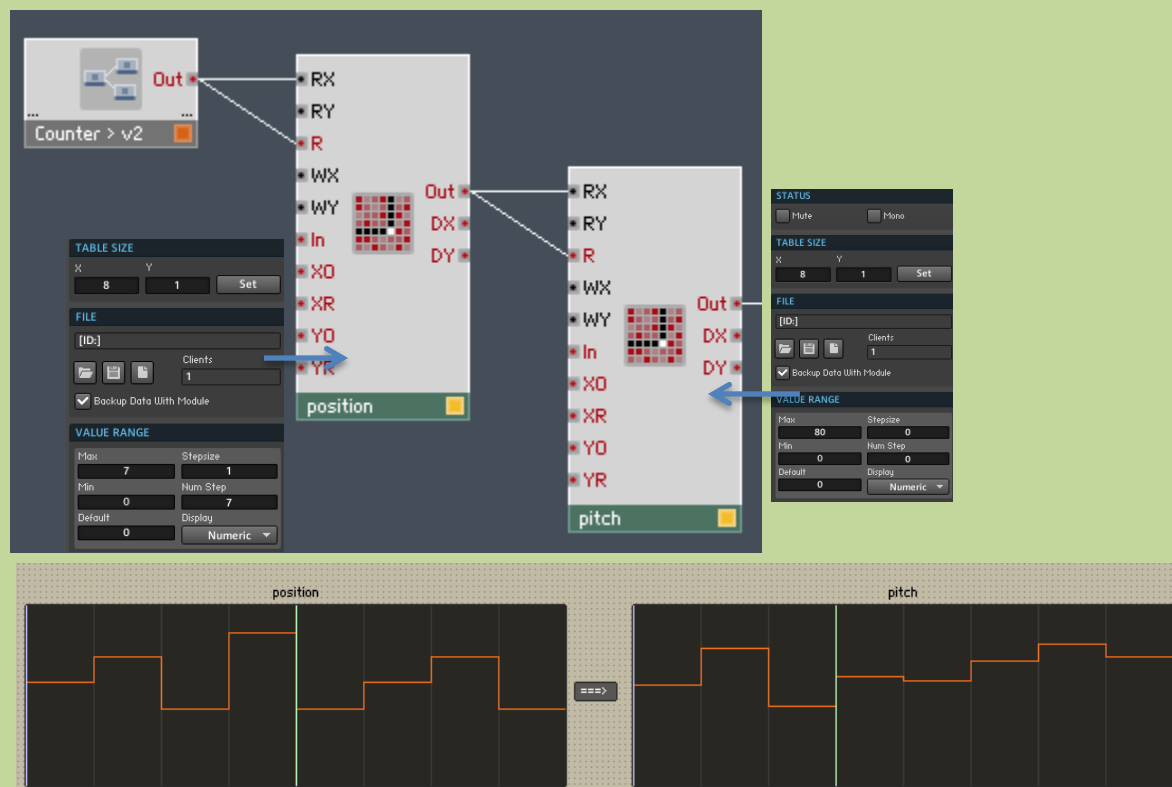 Out
... ...
Counter > v2
RX
RY
R
WX
WY
In
XO
XR
YO
YR
Out
DX
DY
position
RX
RY
R
WX
WY
In
XO
XR
YO
YR
Out
DX
DY
pitch
TABLE SIZE
X Y
8 1 Set
FILE
[ID:]
Clients
1
Backup Data With Module
VALUE RANGE
Max Stepsize
7 1
Min Num Step
0 7
Default Display
0 Numeric
STATUS
Mute Mono
TABLE SIZE
X Y
8 1 Set
FILE
[ID:]
Clients
1
Backup Data With Module
VALUE RANGE
Max Stepsize
80 0
Min Num Step
0 0
Default Display
0 Numeric
position
===>
pitch